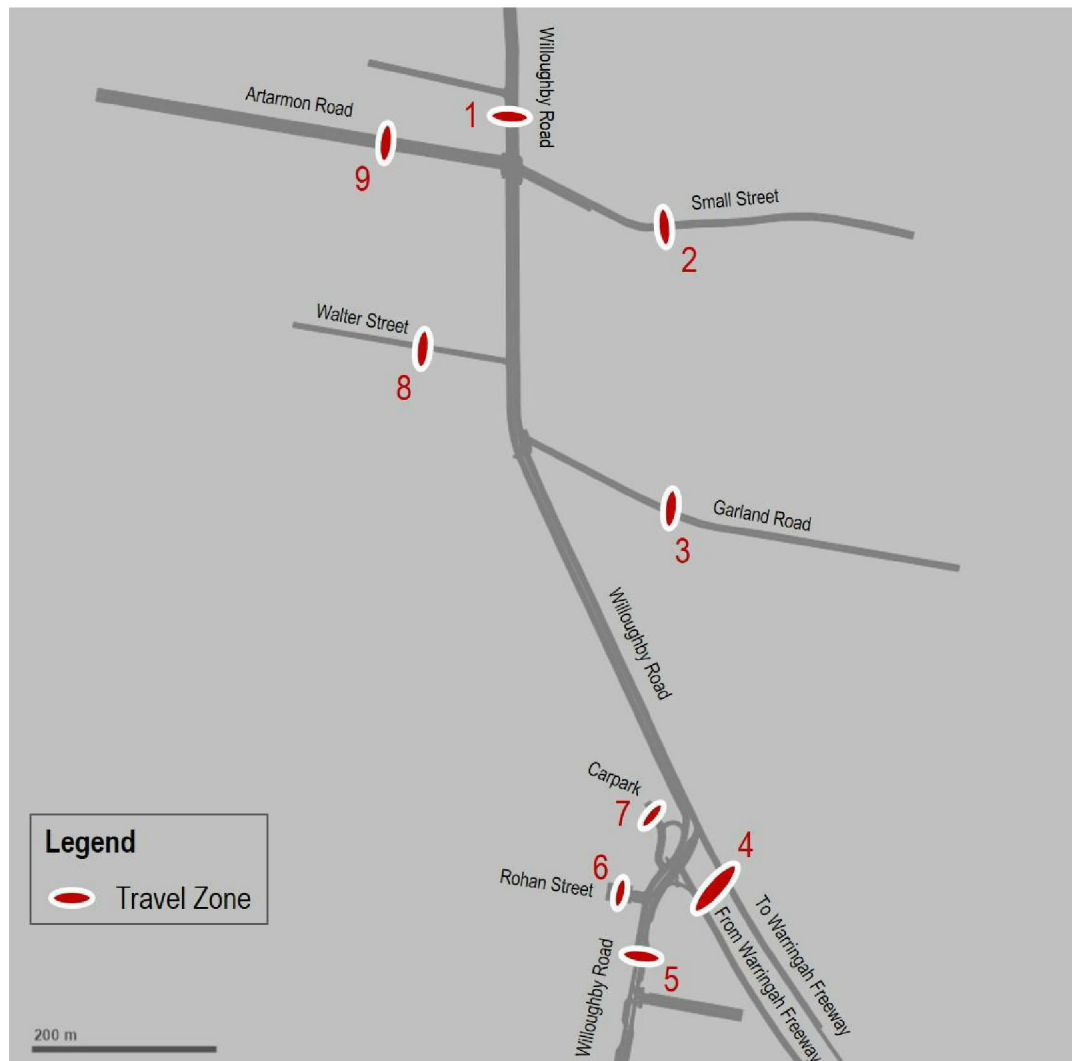 Willoughby Road
1
Artarmon Road
9
Small Street
2
Walter Street
8
Garland Road
3
Willoughby Road
Carpark
7
4
6
Rohan Street
To Warringah Freeway
From Warringah Freeway
Willoughby Road
5
Legend
Travel Zone
200 m